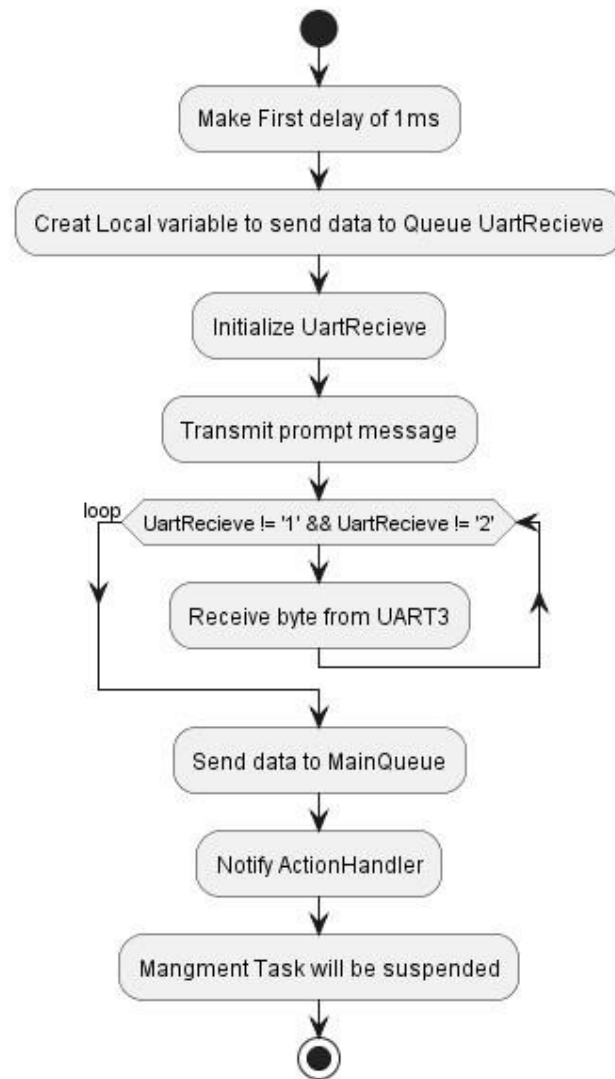 Make First delay of 1ms
Creat Local variable to send data to Queue UartRecieve
Initialize UartRecieve
Transmit prompt message
loop
UartRecieve != '1' && UartRecieve != '2'
Receive byte from UART3
Send data to MainQueue
Notify ActionHandler
Mangment Task will be suspended